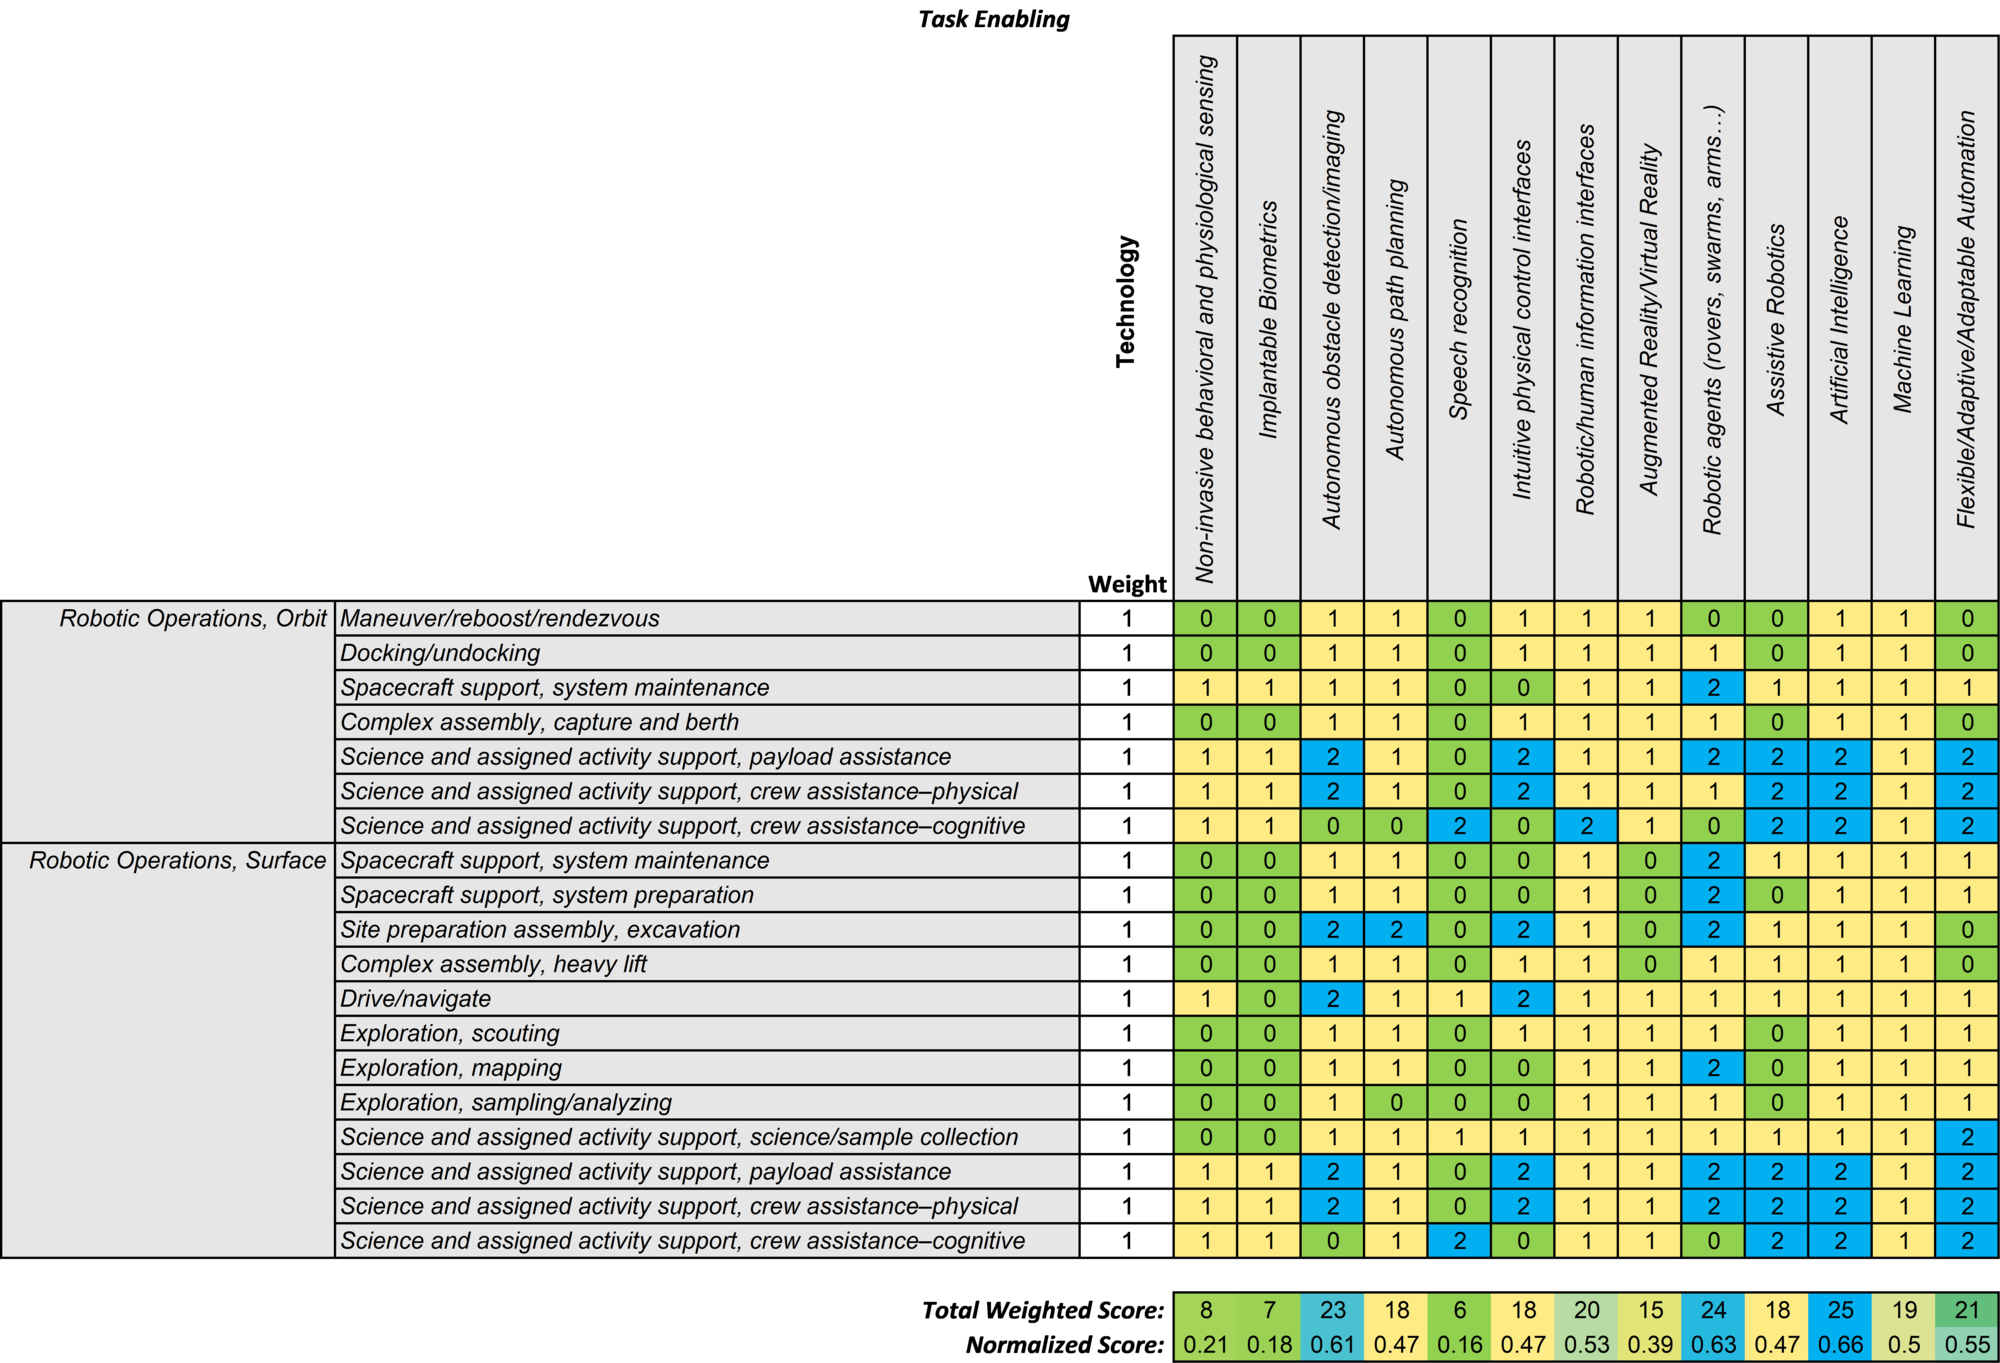 Task Enabling
Technology
Non-invasive behavioral and physiological sensing
Implantable Biometrics
Autonomous obstacle detection/imaging
Autonomous path planning
Speech recognition
Intuitive physical control interfaces
Robotic/human information interfaces
Augmented Reality/Virtual Reality
Robotic agents (rovers, swarms, arms…)
Assistive Robotics
Artificial Intelligence
Machine Learning
Flexible/Adaptive/Adaptable Automation
Weight
Robotic Operations, Orbit Maneuver/reboost/rendezvous 1 0 0 1 1 0 1 1 1 0 0 1 1 0
Docking/undocking 1 0 0 1 1 0 1 1 1 1 0 1 1 0
Spacecraft support, system maintenance 1 1 1 1 1 0 0 1 1 2 1 1 1 1
Complex assembly, capture and berth 1 0 0 1 1 0 1 1 1 1 0 1 1 0
Science and assigned activity support, payload assistance 1 1 1 2 1 0 2 1 1 2 2 2 1 2
Science and assigned activity support, crew assistance–physical 1 1 1 2 1 0 2 1 1 1 2 2 1 2
Science and assigned activity support, crew assistance–cognitive 1 1 1 0 0 2 0 2 1 0 2 2 1 2
Robotic Operations, Surface Spacecraft support, system maintenance 1 0 0 1 1 0 0 1 0 2 1 1 1 1
Spacecraft support, system preparation 1 0 0 1 1 0 0 1 0 2 0 1 1 1
Site preparation assembly, excavation 1 0 0 2 2 0 2 1 0 2 1 1 1 0
Complex assembly, heavy lift 1 0 0 1 1 0 1 1 0 1 1 1 1 0
Drive/navigate 1 1 0 2 1 1 2 1 1 1 1 1 1 1
Exploration, scouting 1 0 0 1 1 0 1 1 1 1 0 1 1 1
Exploration, mapping 1 0 0 1 1 0 0 1 1 2 0 1 1 1
Exploration, sampling/analyzing 1 0 0 1 0 0 0 1 1 1 0 1 1 1
Science and assigned activity support, science/sample collection 1 0 0 1 1 1 1 1 1 1 1 1 1 2
Science and assigned activity support, payload assistance 1 1 1 2 1 0 2 1 1 2 2 2 1 2
Science and assigned activity support, crew assistance–physical 1 1 1 2 1 0 2 1 1 2 2 2 1 2
Science and assigned activity support, crew assistance–cognitive 1 1 1 0 1 2 0 1 1 0 2 2 1 2
Total Weighted Score: 8 7 23 18 6 18 20 15 24 18 25 19 21
Normalized Score: 0.21 0.18 0.61 0.47 0.16 0.47 0.53 0.39 0.63 0.47 0.66 0.5 0.55